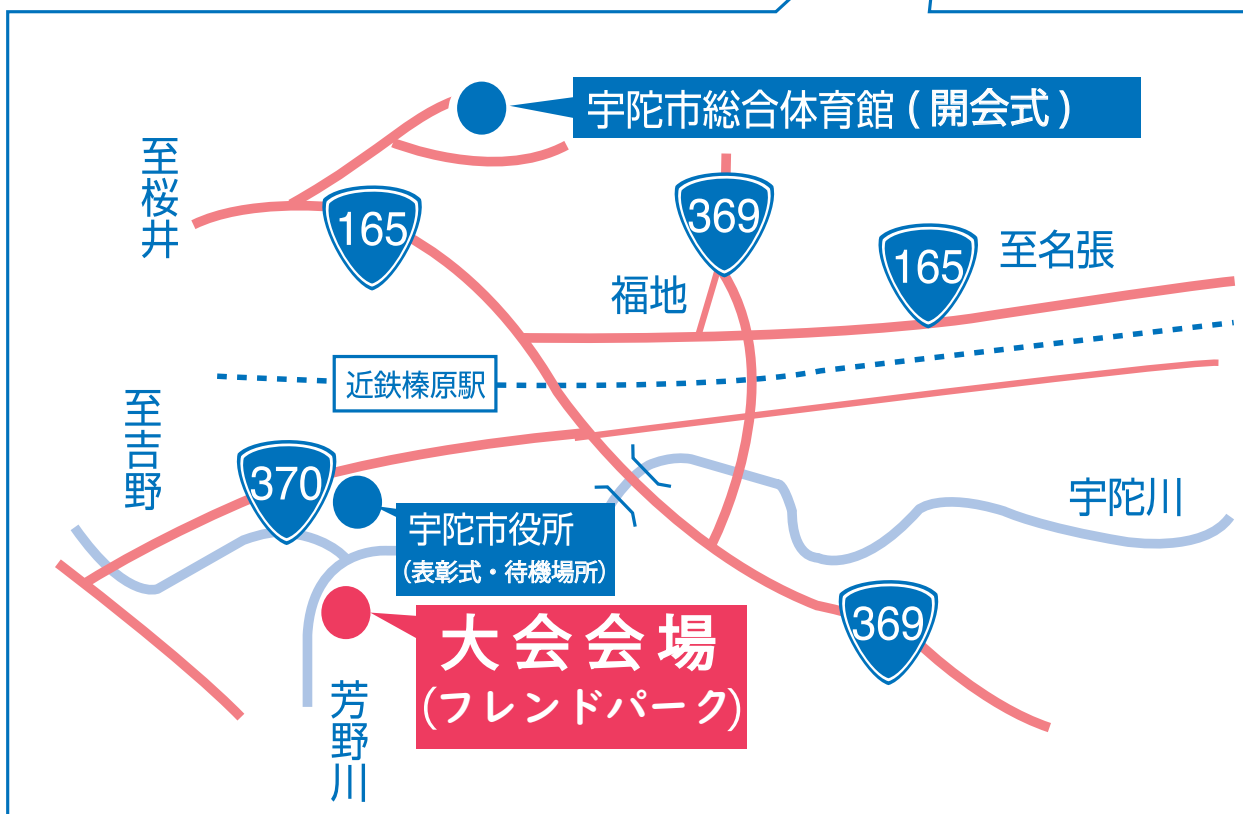 宇陀市総合体育館 ( 開会式 )
至桜井
165
369
165
至名張
福地
近鉄榛原駅
至吉野
370
宇陀市役所
(表彰式・待機場所)
宇陀川
大会会場
(フレンドパーク)
369
芳野川